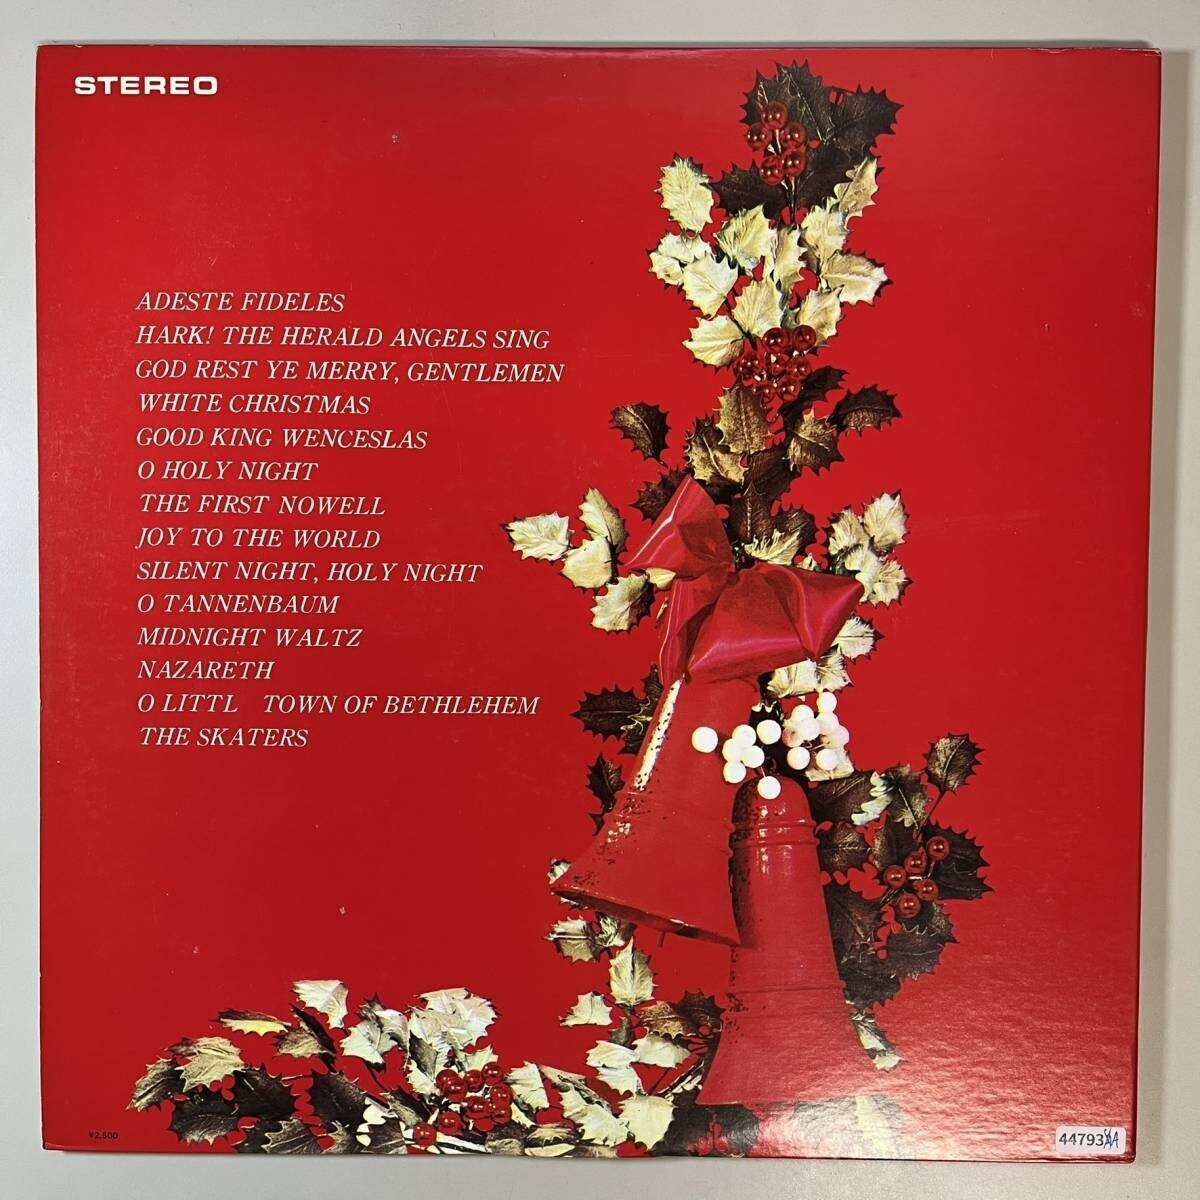 STEREO
ADESTE FIDELES
HARK! THE HERALD ANGELS SING
GOD REST YE MERRY, GENTLEMEN
WHITE CHRISTMAS
GOOD KING WENCESLAS
O HOLY NIGHT
THE FIRST NOWELL
JOY TO THE WORLD
SILENT NIGHT, HOLY NIGHT
O TANNENBAUM
MIDNIGHT WALTZ
NAZARETH
O LITTL TOWN OF BETHLEHEM
THE SKATERS
¥2,500
44793